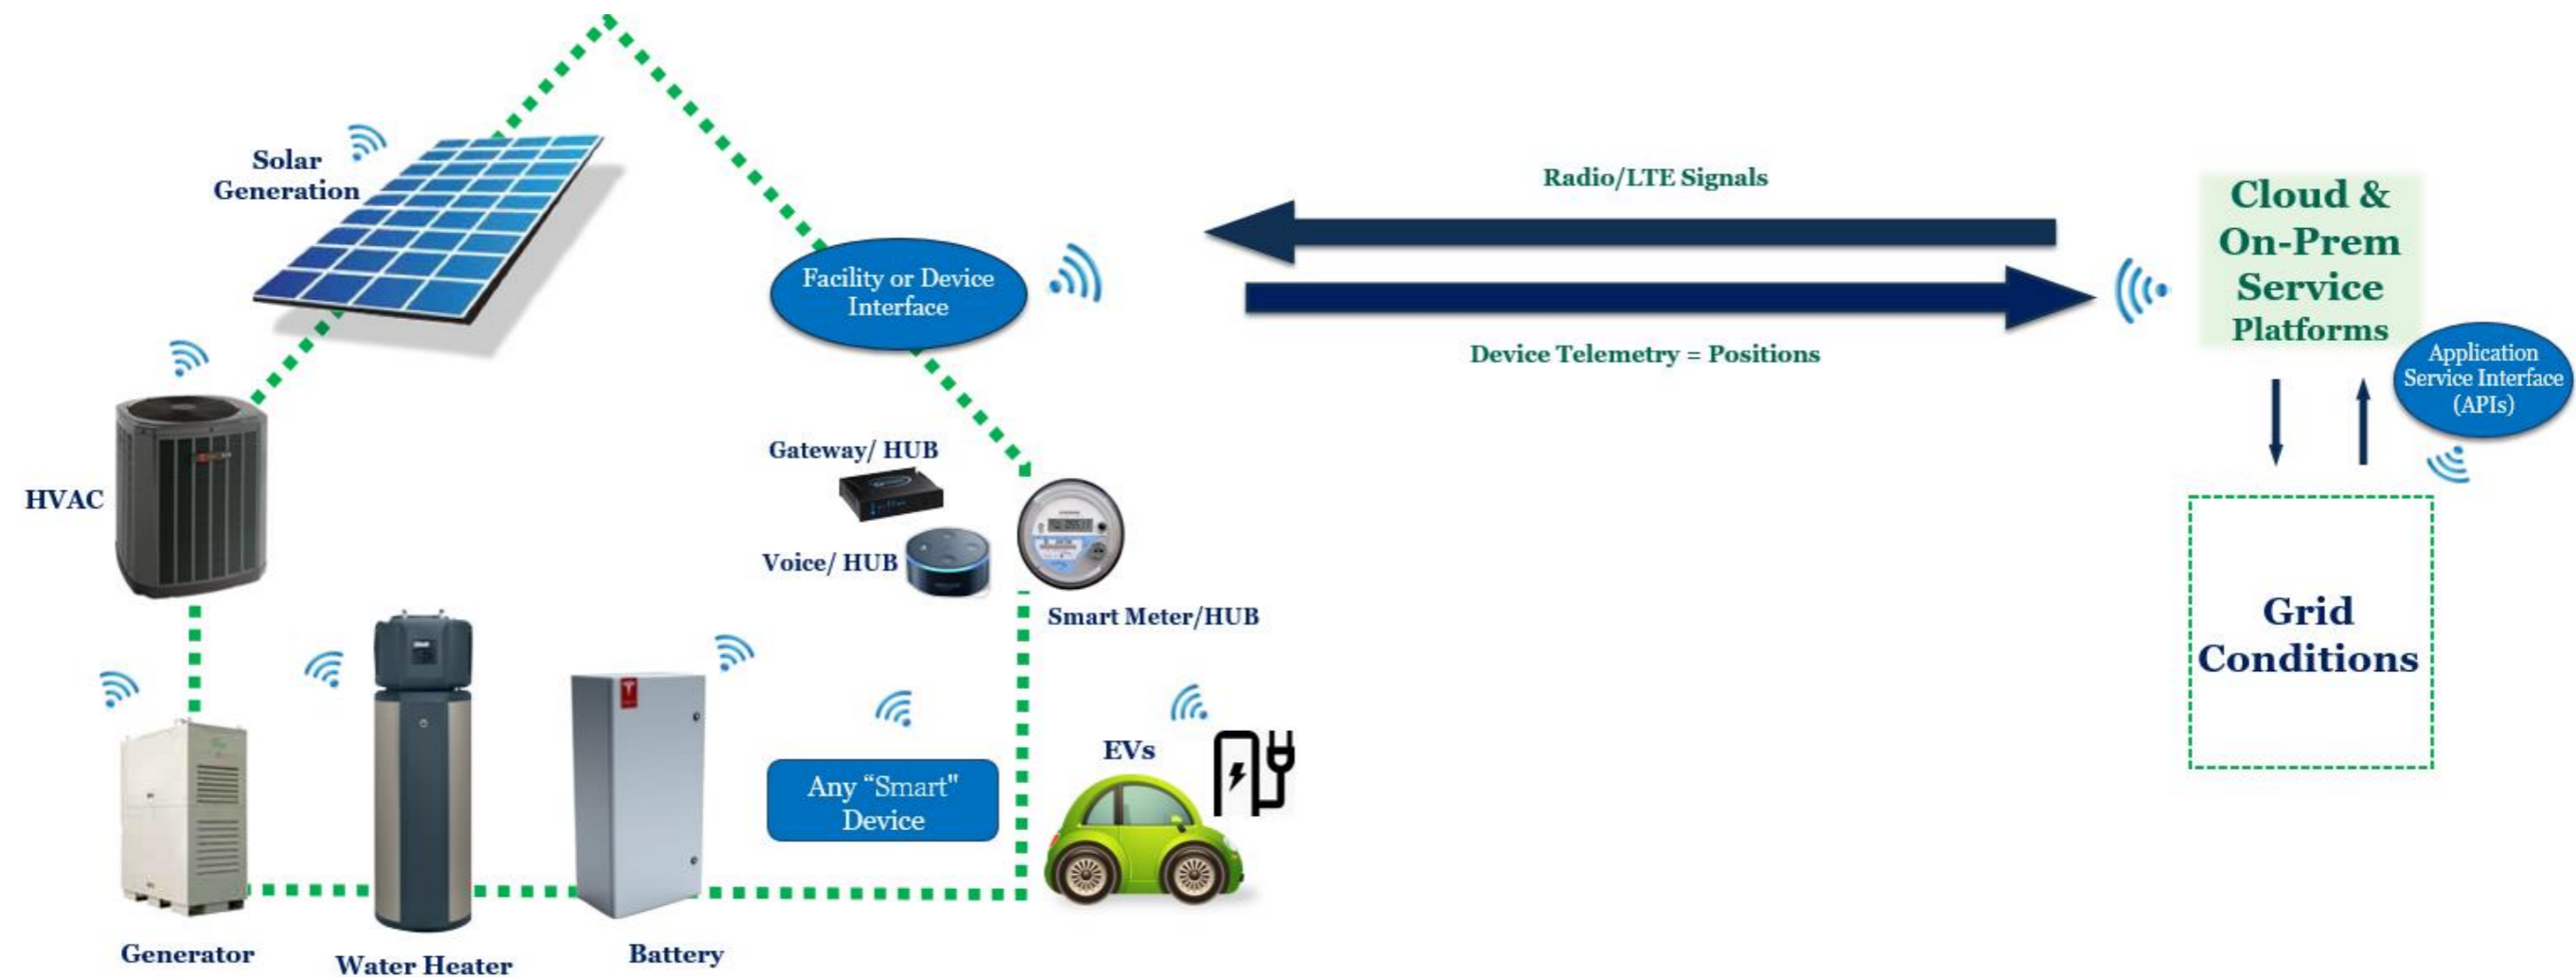 Solar
Generation
Radio/LTE Signals
Cloud &
On-Prem
Service
Platforms
Facility or Device
Interface
Device Telemetry = Positions
Application
Service Interface
(APIs)
HVAC
Gateway/ HUB
Voice/ HUB
Smart Meter/HUB
Grid
Conditions
EVs
Any “Smart"
Device
Generator
Water Heater
Battery